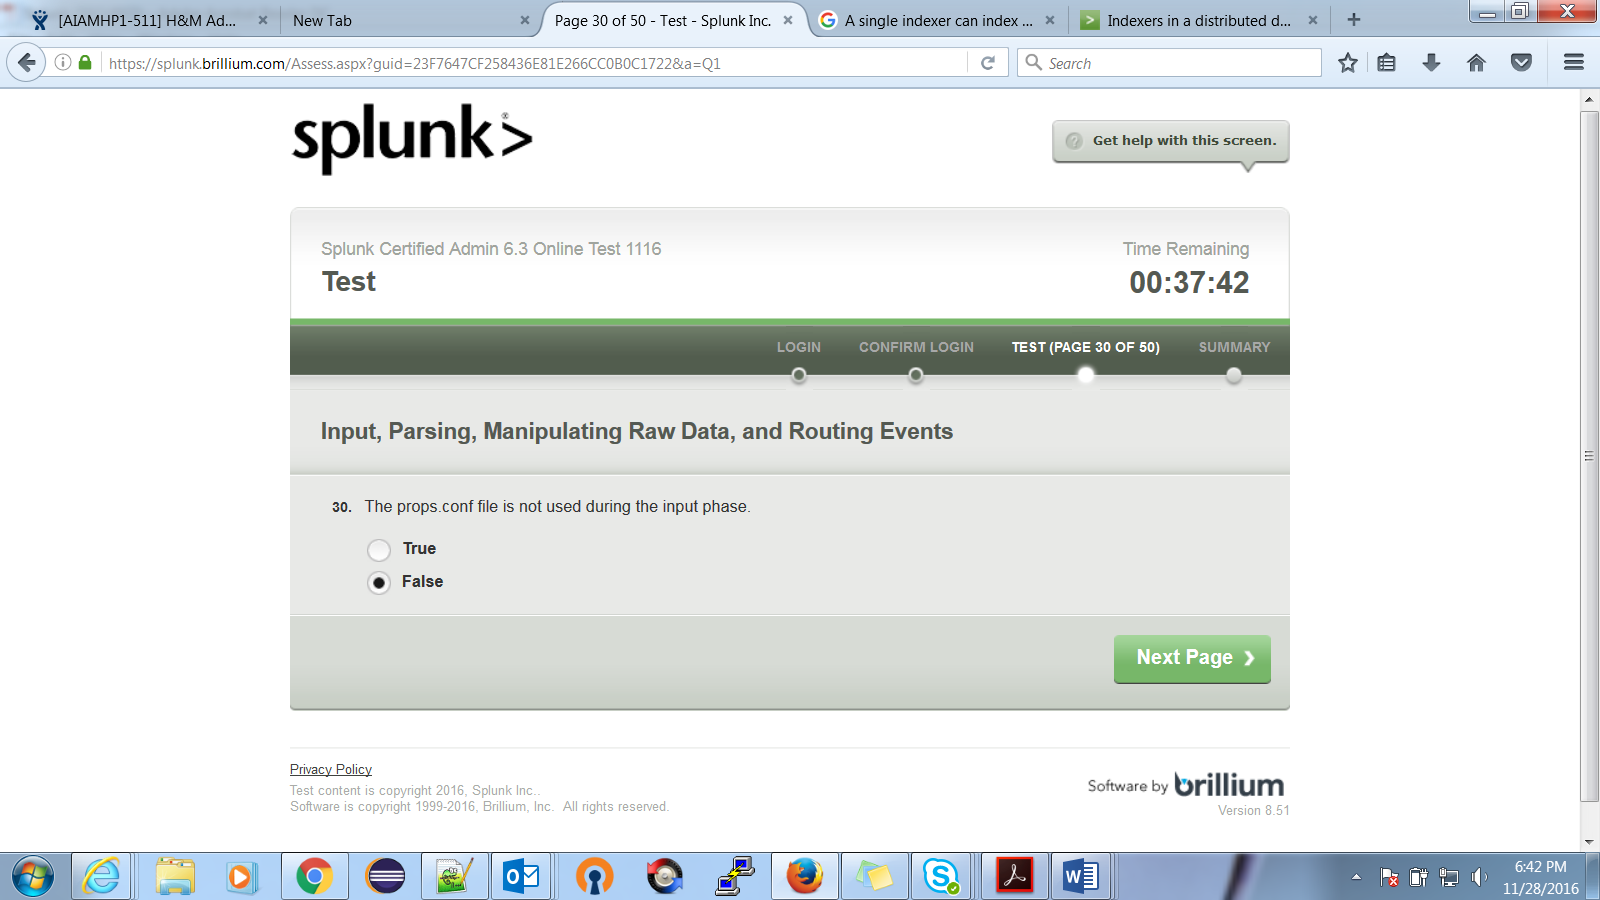 [AIAMHP1-511] H&M Ad...
New Tab
Page 30 of 50 - Test - Splunk Inc.
A single indexer can index ...
Indexers in a distributed d...
https://splunk.brillium.com/Assess.aspx?guid=23F7647CF258436E81E266CC0B0C1722&a=Q1
Search
splunk>
Get help with this screen.
Splunk Certified Admin 6.3 Online Test 1116
Test
Time Remaining
00:37:42
LOGIN
CONFIRM LOGIN
TEST (PAGE 30 OF 50)
SUMMARY
Input, Parsing, Manipulating Raw Data, and Routing Events
30. The props.conf file is not used during the input phase.
True
False
Next Page
Privacy Policy
Test content is copyright 2016, Splunk Inc..
Software is copyright 1999-2016, Brillium, Inc. All rights reserved.
Software by brillium
Version 8.51
6:42 PM
11/28/2016